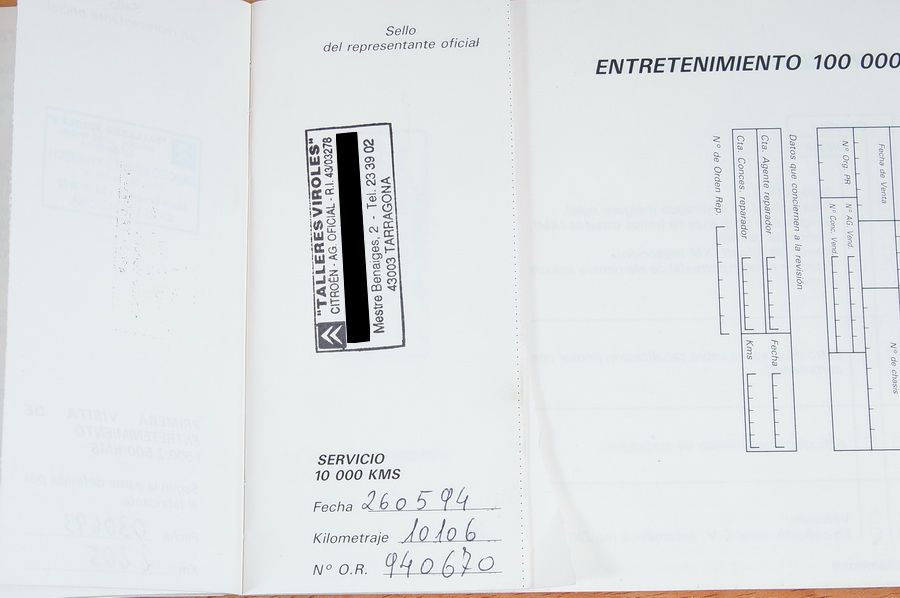 Sello
del representante oficial
"TALLERES VIROLES"
CITROËN - AG. OFICIAL - R.I. 43/03278
Mestre Benaiges, 2 - Tel. 23 39 02
43003 TARRAGONA
SERVICIO
10 000 KMS
Fecha 260594
Kilometraje 10106
Nº O.R. 940670
ENTRETENIMIENTO 100 000
Fecha de Venta
Nº de chasis
Nº Org. PR
Nº AG. Vend.
Nº Conc. Vend.
Datos que conciernen a la revisión
Cta. Agente reparador
Fecha
Cta. Conces. reparador
Kms
Nº de Orden Rep.